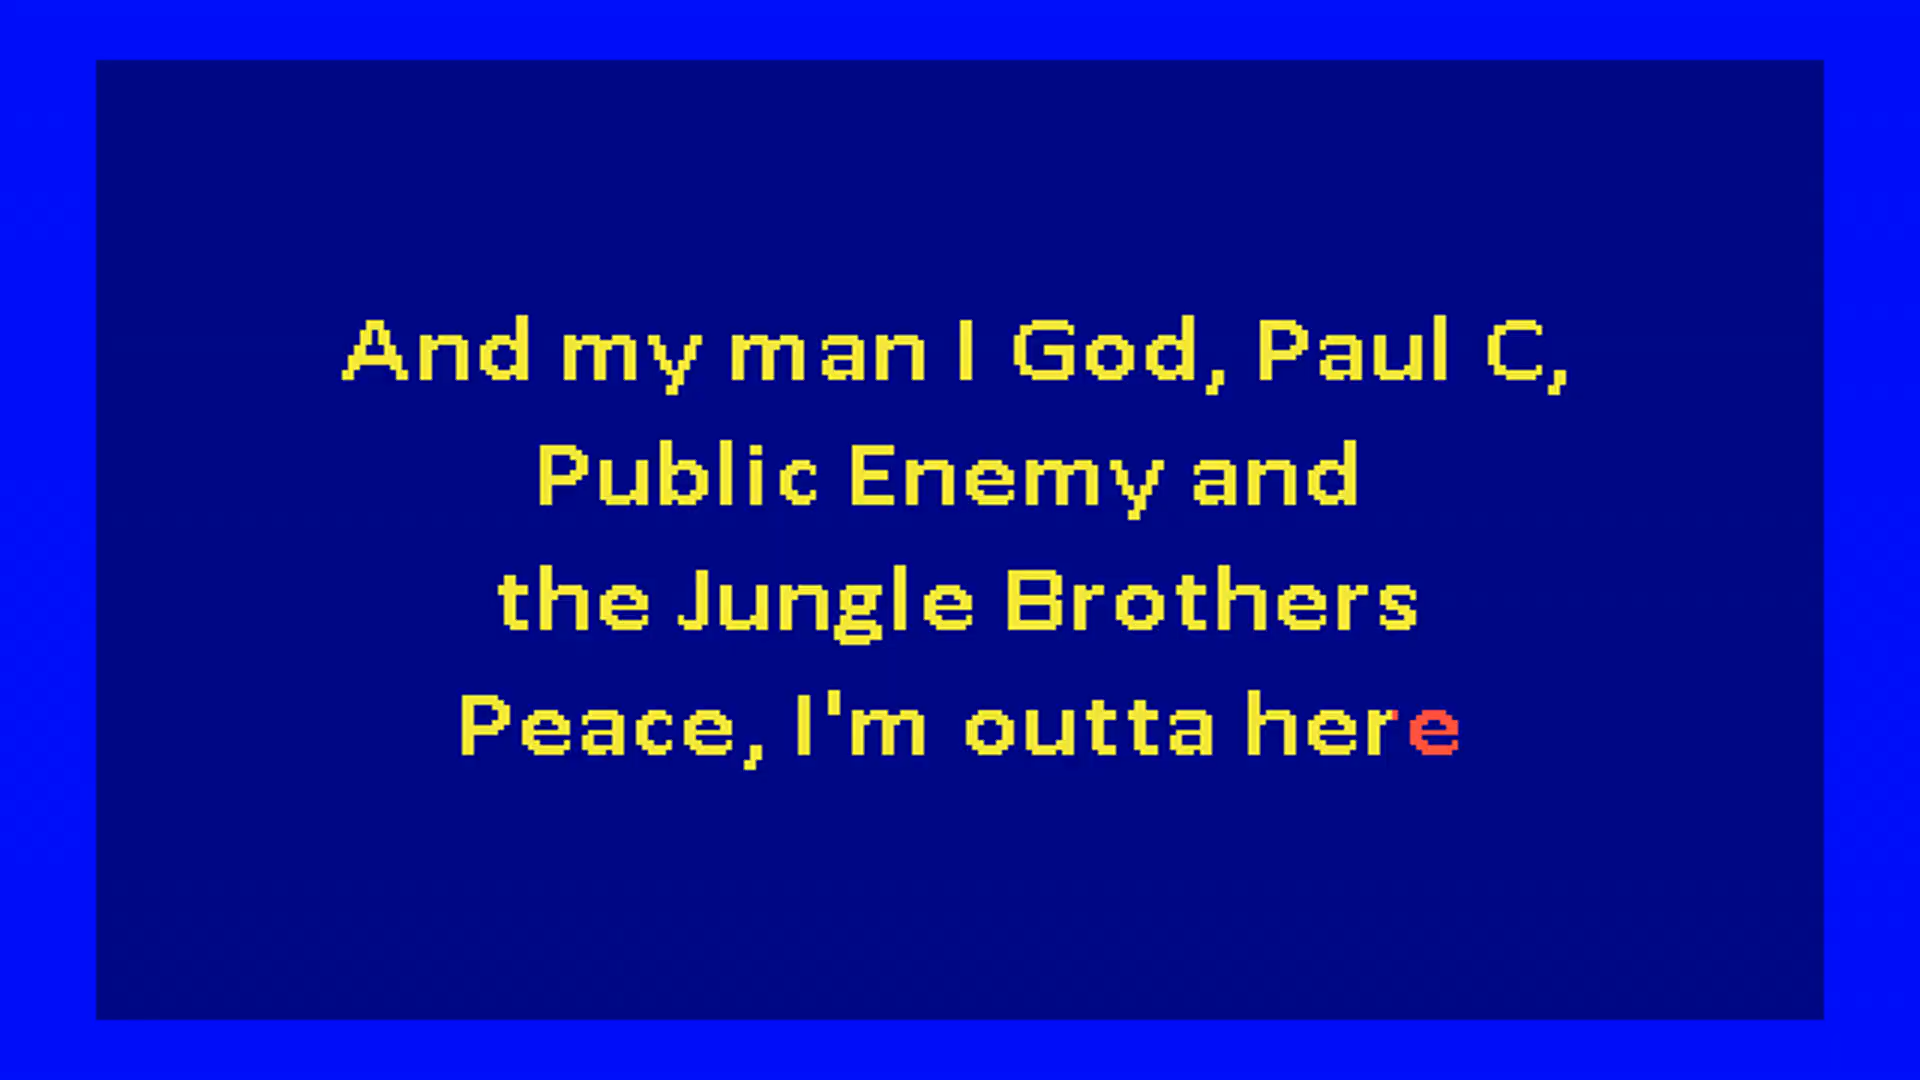 And my man I God, Paul C,
Public Enemy and
the Jungle Brothers
Peace, I'm outta here